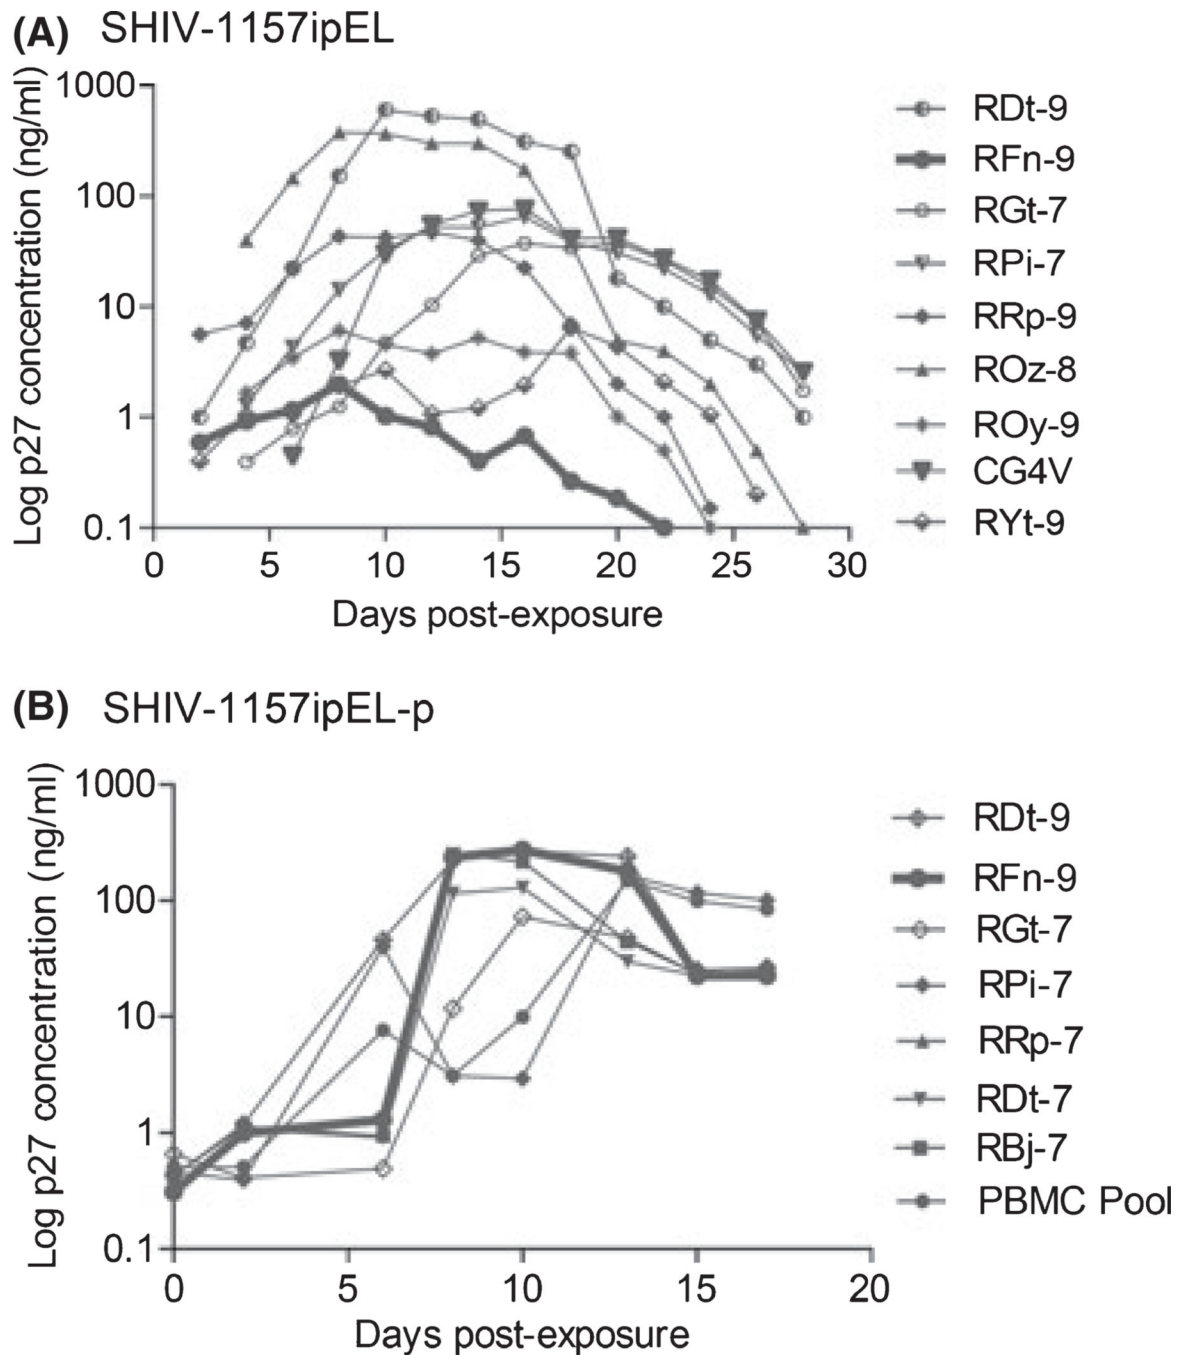 (A) SHIV-1157ipEL
Log p27 concentration (ng/ml)
1000
100
10
1
0.1
0 5 10 15 20 25 30
Days post-exposure
RDt-9
RFn-9
RGt-7
RPi-7
RRp-9
ROz-8
ROy-9
CG4V
RYt-9
(B) SHIV-1157ipEL-p
Log p27 concentration (ng/ml)
1000
100
10
1
0.1
0 5 10 15 20
Days post-exposure
RDt-9
RFn-9
RGt-7
RPi-7
RRp-7
RDt-7
RBj-7
PBMC Pool